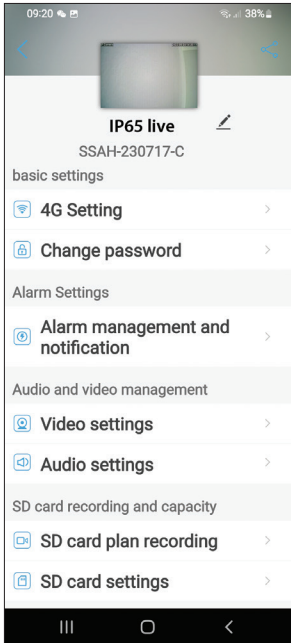 09:20 38%
IP65 live
SSAH-230717-C
basic settings
4G Setting
Change password
Alarm Settings
Alarm management and
notification
Audio and video management
Video settings
Audio settings
SD card recording and capacity
SD card plan recording
SD card settings